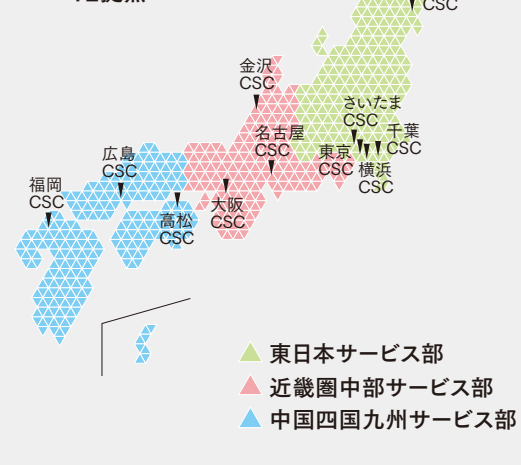 CSC
金沢
CSC
さいたま
CSC
千葉
CSC
名古屋
CSC
東京
CSC
横浜
CSC
広島
CSC
福岡
CSC
高松
CSC
大阪
CSC
東日本サービス部
近畿圏中部サービス部
中国四国九州サービス部